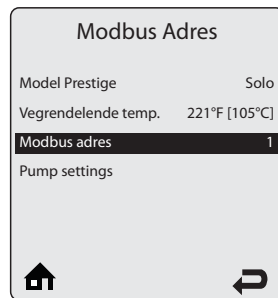 Modbus Adres
Model Prestige Solo
Vegrendelende temp. 221°F [105°C]
Modbus adres 1
Pump settings